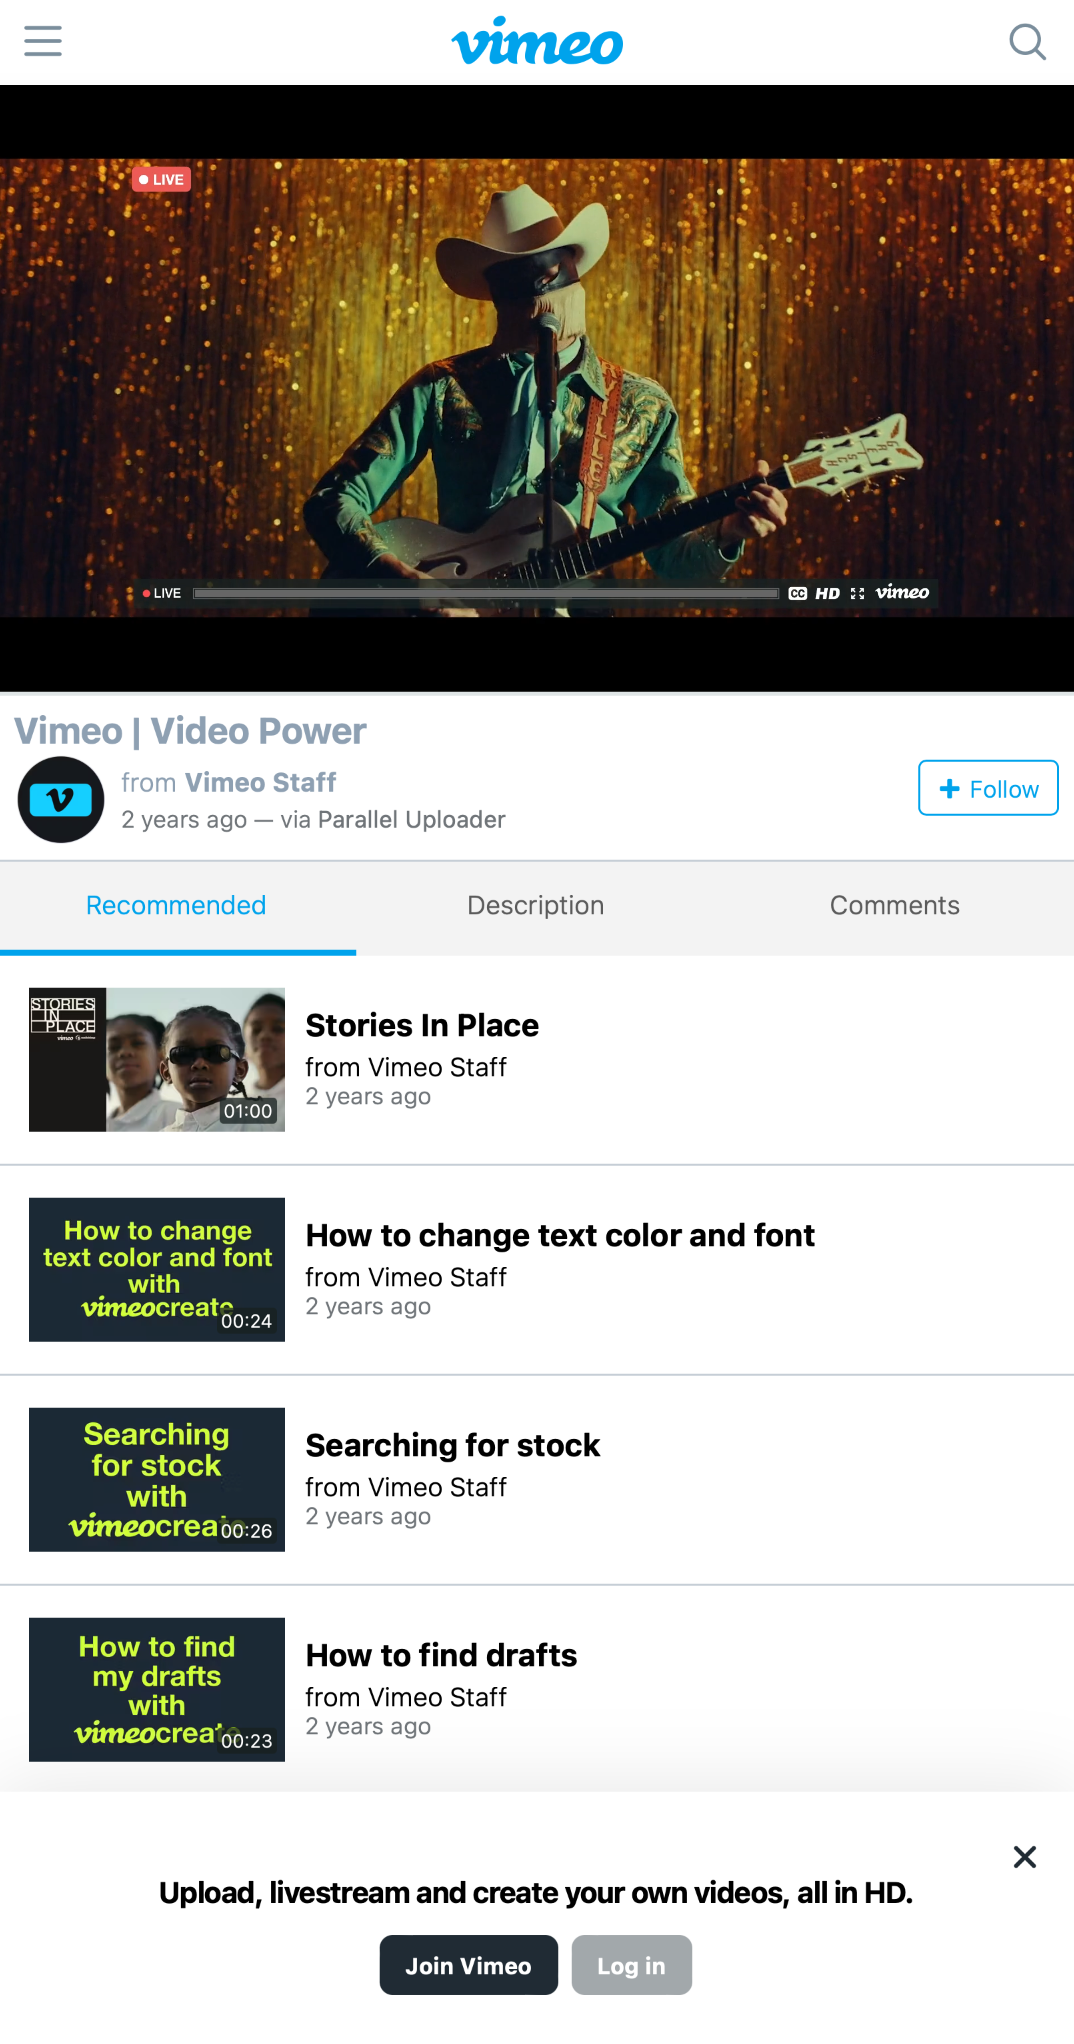 vimeo
LIVE
LIVE
CC HD vimeo
Vimeo | Video Power
from Vimeo Staff
2 years ago — via Parallel Uploader
+ Follow
Recommended
Description
Comments
STORIES
IN
PLACE
vimeo
01:00
Stories In Place
from Vimeo Staff
2 years ago
How to change
text color and font
with
vimeocreate
00:24
How to change text color and font
from Vimeo Staff
2 years ago
Searching
for stock
with
vimeocreate
00:26
Searching for stock
from Vimeo Staff
2 years ago
How to find
my drafts
with
vimeocreate
00:23
How to find drafts
from Vimeo Staff
2 years ago
Upload, livestream and create your own videos, all in HD.
Join Vimeo
Log in